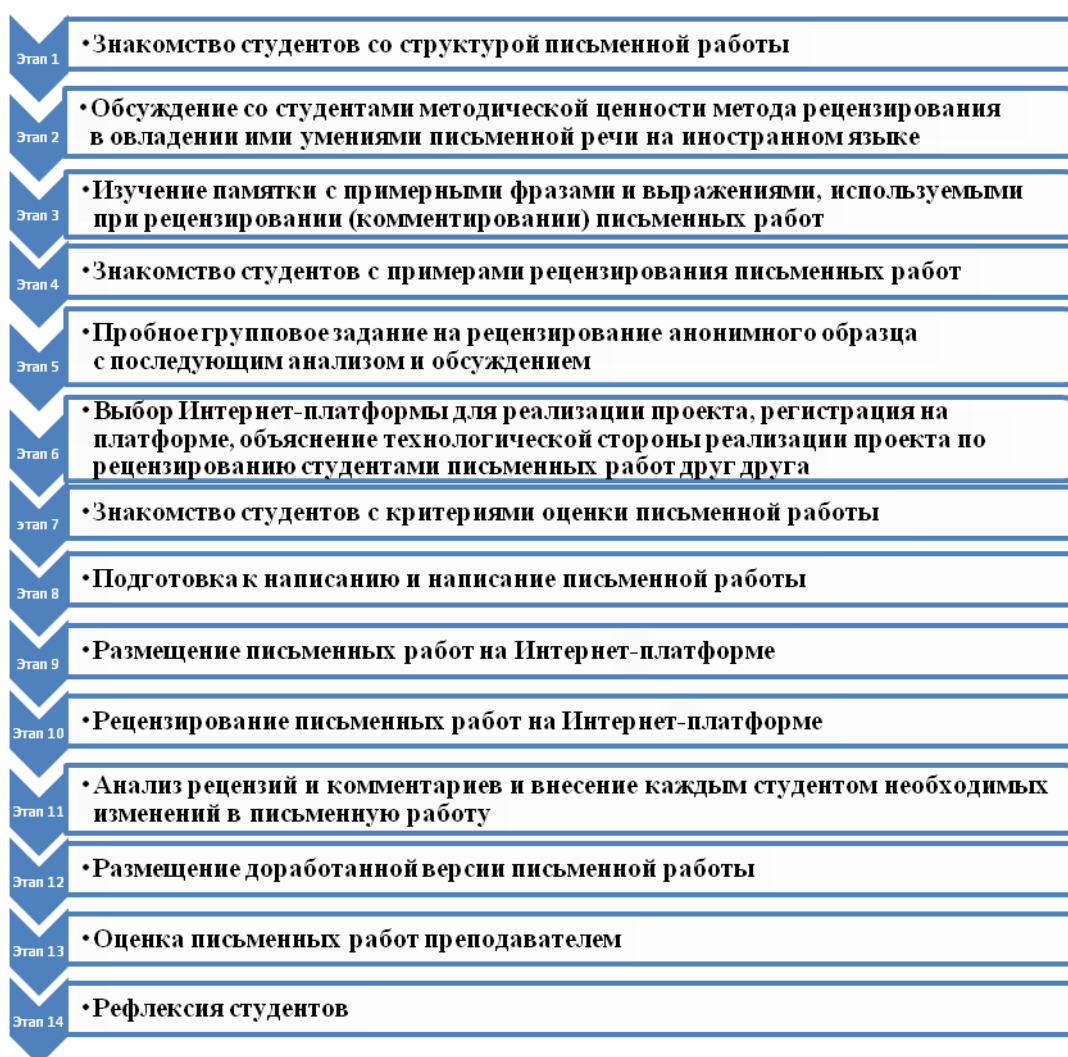 Этап 1
•Знакомство студентов со структурой письменной работы
Этап 2
•Обсуждение со студентами методической ценности метода рецензирования
в овладении ими умениями письменной речи на иностранном языке
Этап 3
•Изучение памятки с примерными фразами и выражениями, используемыми
при рецензировании (комментировании) письменных работ
Этап 4
•Знакомство студентов с примерами рецензирования письменных работ
Этап 5
•Пробное групповое задание на рецензирование анонимного образца
с последующим анализом и обсуждением
Этап 6
•Выбор Интернет-платформы для реализации проекта, регистрация на
платформе, объяснение технологической стороны реализации проекта по
рецензированию студентами письменных работ друг друга
этап 7
•Знакомство студентов с критериями оценки письменной работы
Этап 8
•Подготовка к написанию и написание письменной работы
Этап 9
•Размещение письменных работ на Интернет-платформе
Этап 10
•Рецензирование письменных работ на Интернет-платформе
Этап 11
•Анализ рецензий и комментариев и внесение каждым студентом необходимых
изменений в письменную работу
Этап 12
•Размещение доработанной версии письменной работы
Этап 13
•Оценка письменных работ преподавателем
Этап 14
•Рефлексия студентов